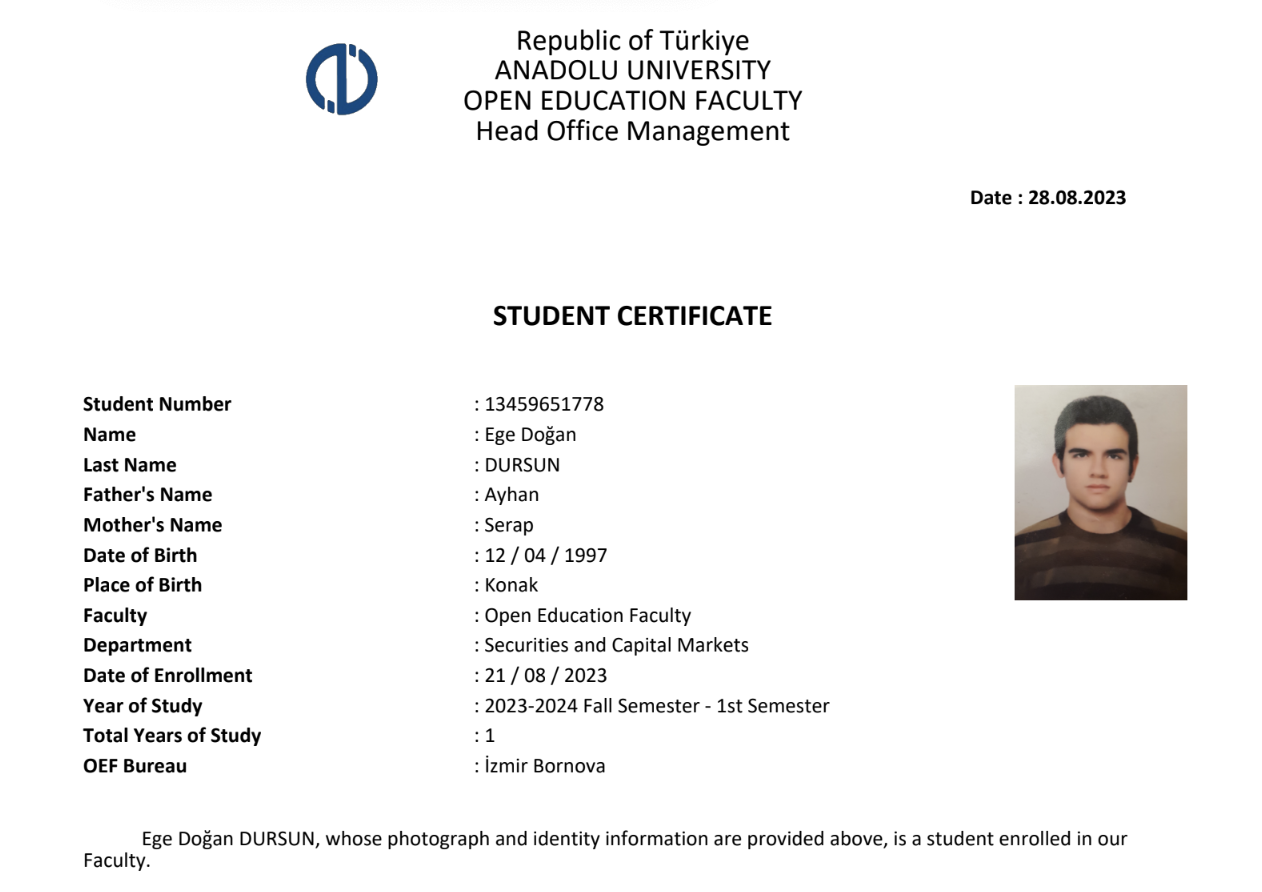 Republic of Türkiye
ANADOLU UNIVERSITY
OPEN EDUCATION FACULTY
Head Office Management
Date : 28.08.2023
STUDENT CERTIFICATE
Student Number : 13459651778
Name : Ege Doğan
Last Name : DURSUN
Father's Name : Ayhan
Mother's Name : Serap
Date of Birth : 12 / 04 / 1997
Place of Birth : Konak
Faculty : Open Education Faculty
Department : Securities and Capital Markets
Date of Enrollment : 21 / 08 / 2023
Year of Study : 2023-2024 Fall Semester - 1st Semester
Total Years of Study : 1
OEF Bureau : İzmir Bornova
Ege Doğan DURSUN, whose photograph and identity information are provided above, is a student enrolled in our
Faculty.